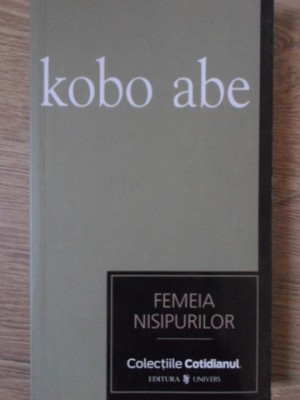 kobo abe
FEMEIA
NISIPURILOR
Colecțiile Cotidianul
EDITURA UNIVERS